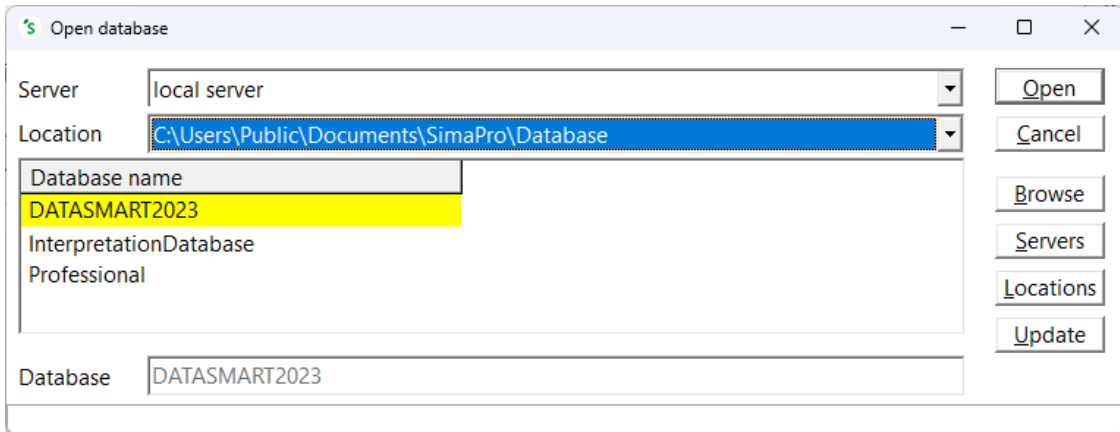 Open database
Server local server Open
Location C:\Users\Public\Documents\SimaPro\Database Cancel
Database name
DATASMART2023 Browse
InterpretationDatabase Servers
Professional Locations
Update
Database DATASMART2023